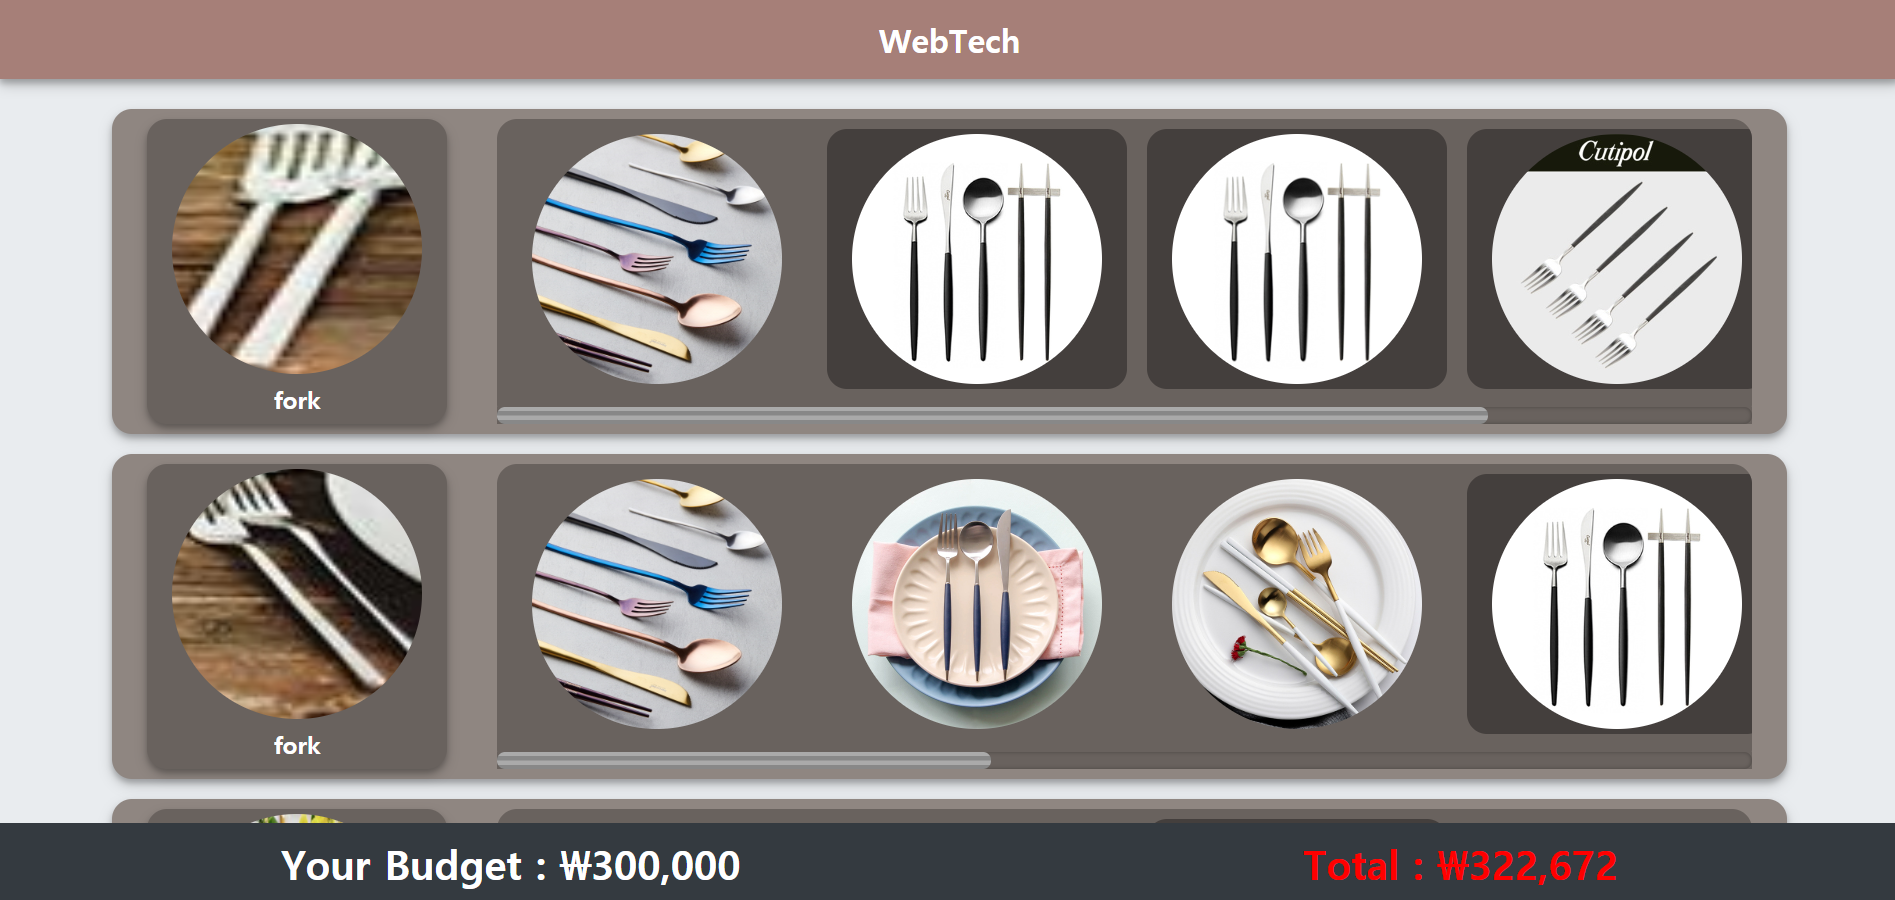 WebTech
Cutipol
fork
fork
Your Budget : ₩300,000
Total : ₩322,672